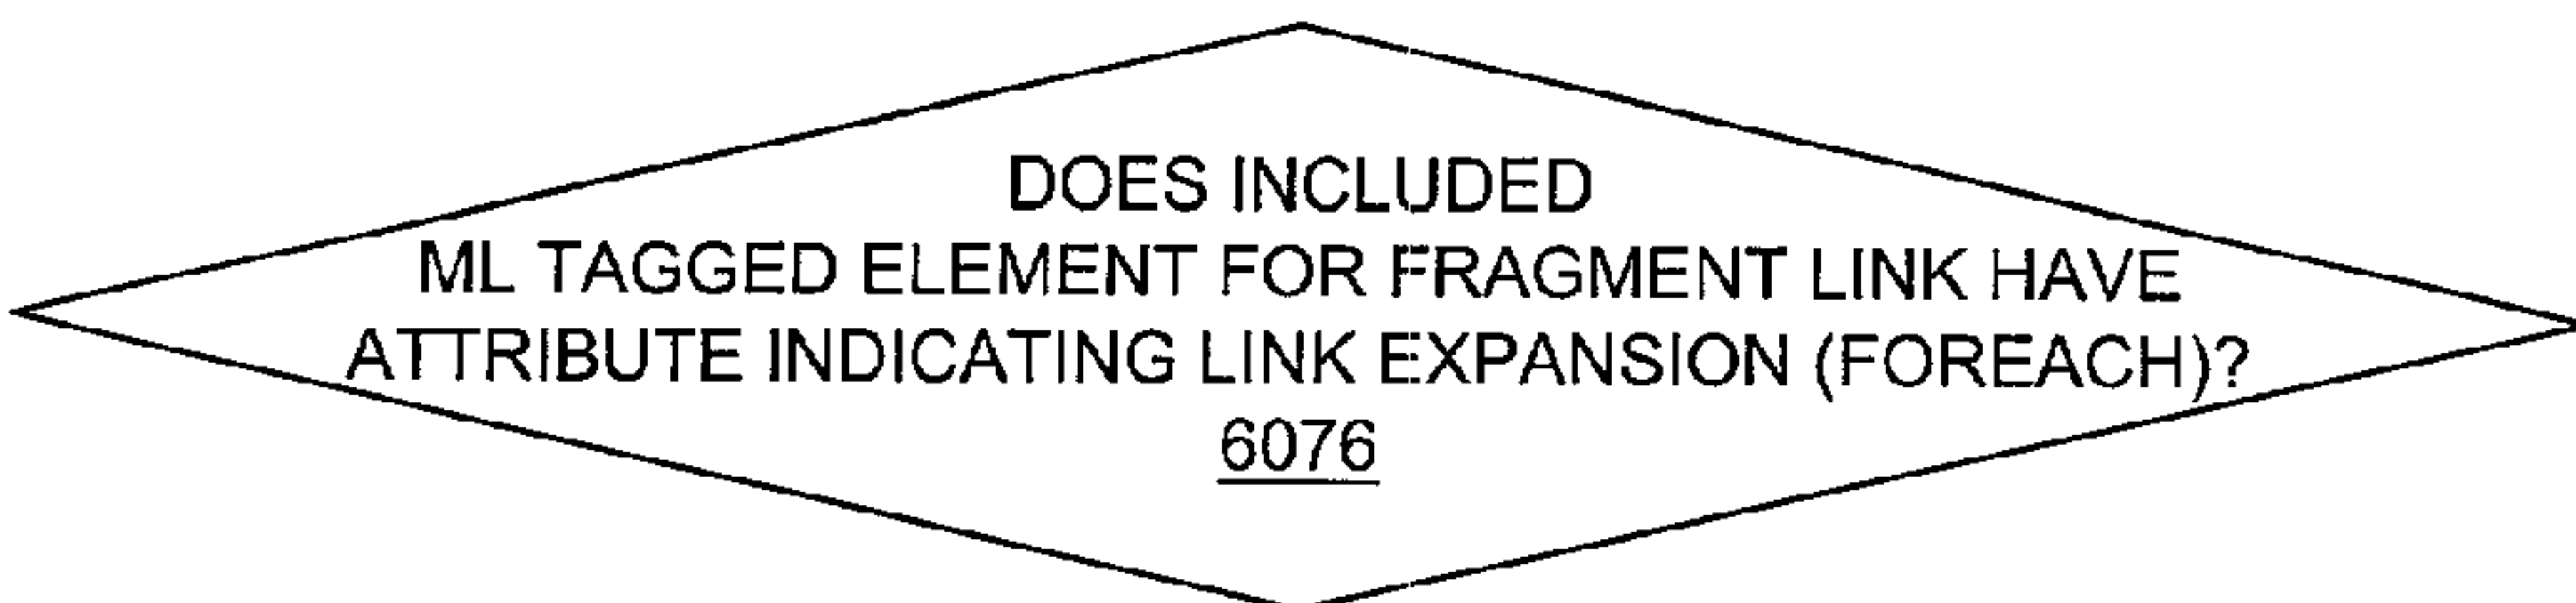 DOES INCLUDED
ML TAGGED ELEMENT FOR FRAGMENT LINK HAVE
ATTRIBUTE INDICATING LINK EXPANSION (FOREACH)?
6076